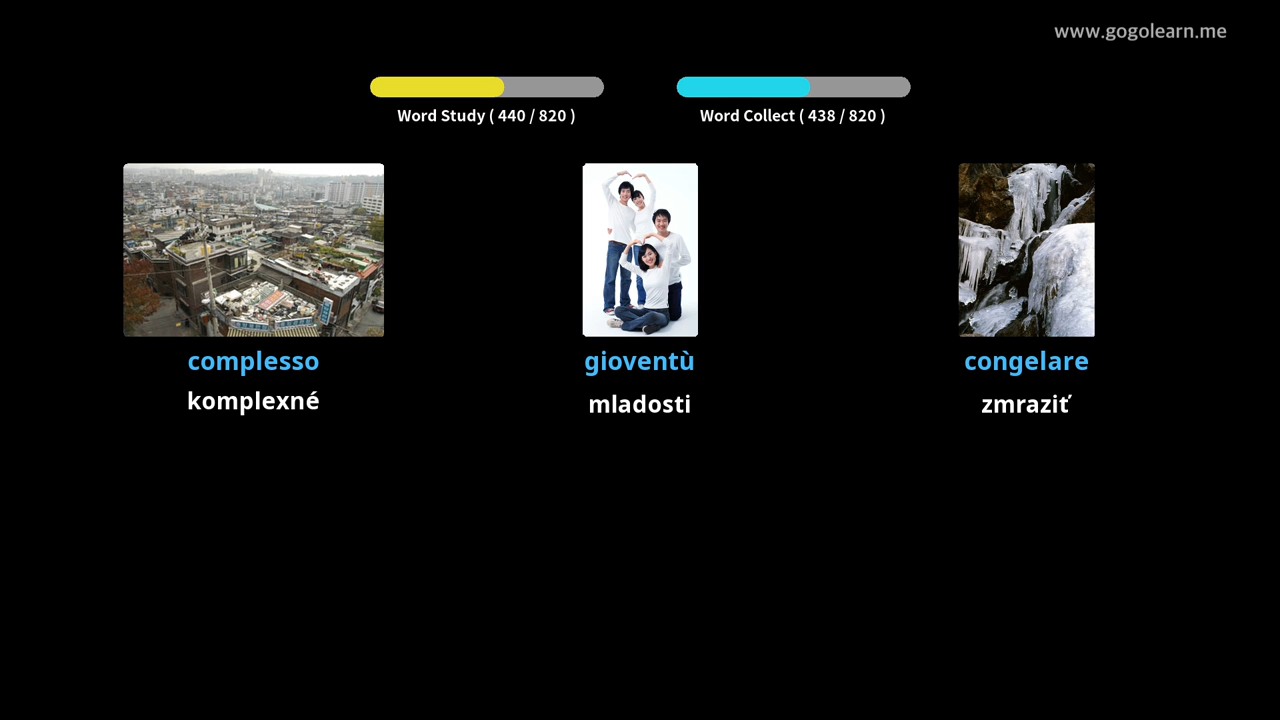 www.gogolearn.me
Word Study ( 440 / 820 )
Word Collect ( 438 / 820 )
complesso
komplexné
gioventù
mladosti
congelare
zmraziť